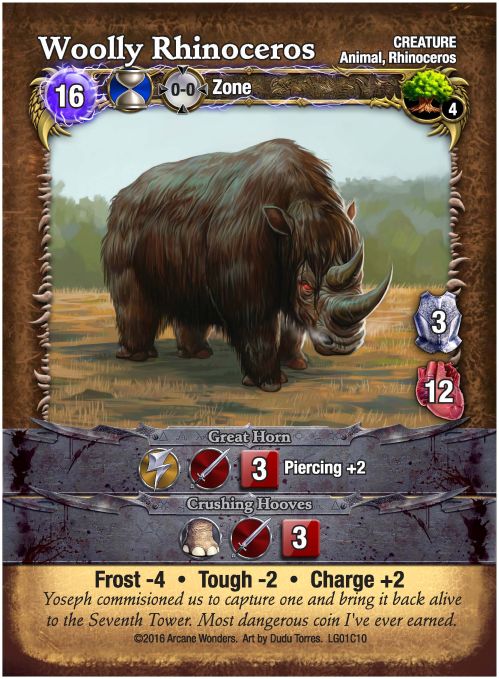 Woolly Rhinoceros
CREATURE
Animal, Rhinoceros
16
0-0
Zone
4
3
12
Great Horn
3
Piercing +2
Crushing Hooves
3
Frost -4 • Tough -2 • Charge +2
Yoseph commisioned us to capture one and bring it back alive
to the Seventh Tower. Most dangerous coin I've ever earned.
©2016 Arcane Wonders. Art by Dudu Torres. LG01C10